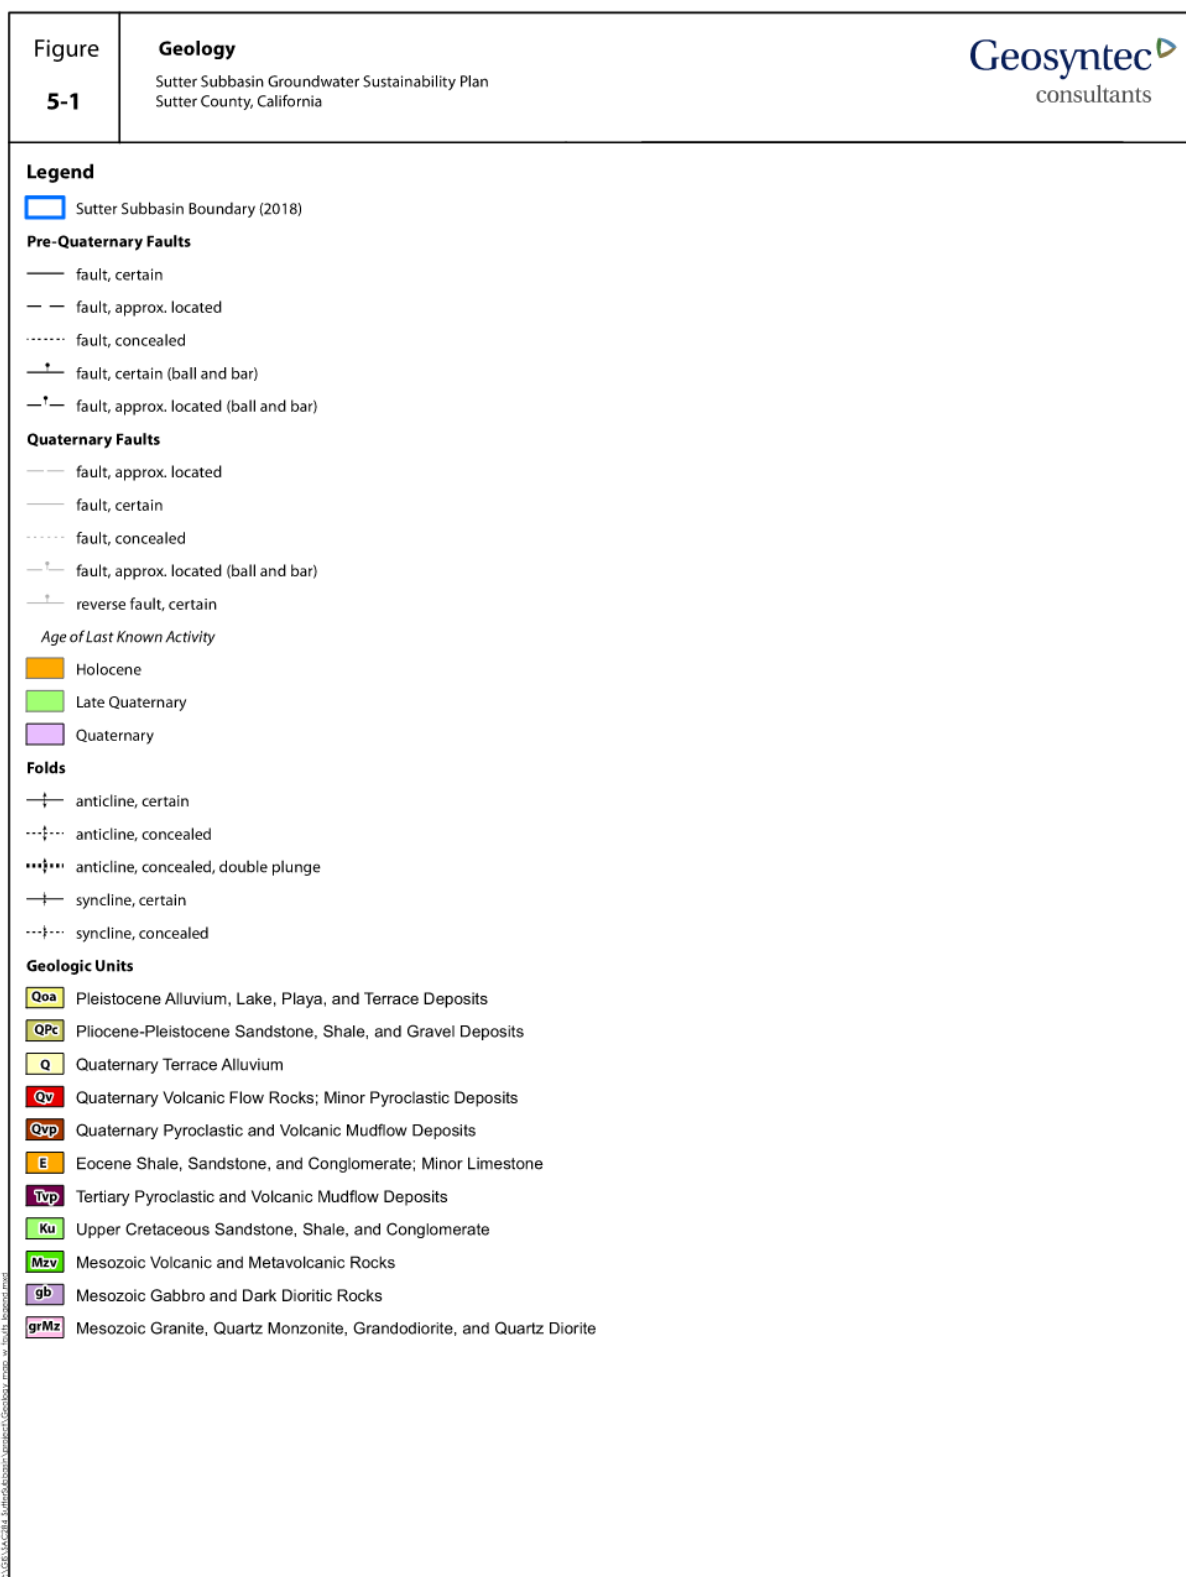 Figure
5-1
Geology
Sutter Subbasin Groundwater Sustainability Plan
Sutter County, California
Geosyntec
consultants
Legend
Sutter Subbasin Boundary (2018)
Pre-Quaternary Faults
fault, certain
fault, approx. located
fault, concealed
fault, certain (ball and bar)
fault, approx. located (ball and bar)
Quaternary Faults
fault, approx. located
fault, certain
fault, concealed
fault, approx. located (ball and bar)
reverse fault, certain
Age of Last Known Activity
Holocene
Late Quaternary
Quaternary
Folds
anticline, certain
anticline, concealed
anticline, concealed, double plunge
syncline, certain
syncline, concealed
Geologic Units
Qoa Pleistocene Alluvium, Lake, Playa, and Terrace Deposits
QPc Pliocene-Pleistocene Sandstone, Shale, and Gravel Deposits
Q Quaternary Terrace Alluvium
Qv Quaternary Volcanic Flow Rocks; Minor Pyroclastic Deposits
Qvp Quaternary Pyroclastic and Volcanic Mudflow Deposits
E Eocene Shale, Sandstone, and Conglomerate; Minor Limestone
Tvp Tertiary Pyroclastic and Volcanic Mudflow Deposits
Ku Upper Cretaceous Sandstone, Shale, and Conglomerate
Mzv Mesozoic Volcanic and Metavolcanic Rocks
gb Mesozoic Gabbro and Dark Dioritic Rocks
grMz Mesozoic Granite, Quartz Monzonite, Grandodiorite, and Quartz Diorite